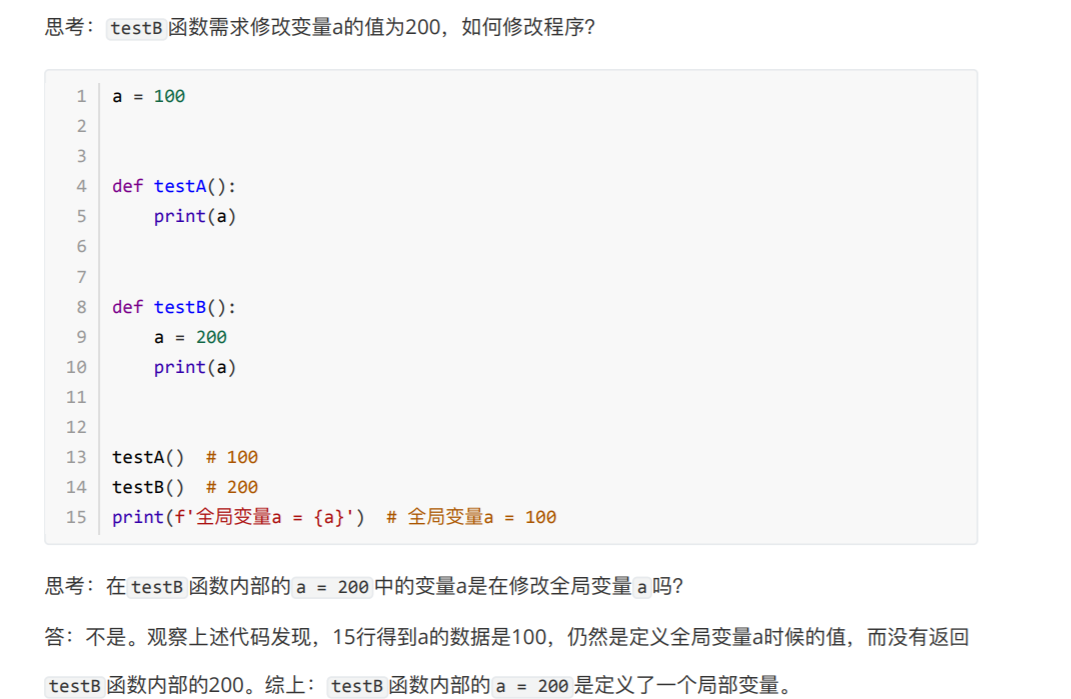 思考：testB函数需求修改变量a的值为200，如何修改程序?
1 a = 100
2
3
4 def testA():
5     print(a)
6
7
8 def testB():
9     a = 200
10     print(a)
11
12
13 testA()  # 100
14 testB()  # 200
15 print(f'全局变量a = {a}')  # 全局变量a = 100
思考：在testB函数内部的a = 200中的变量a是在修改全局变量a吗?
答：不是。观察上述代码发现，15行得到a的数据是100，仍然是定义全局变量a时候的值，而没有返回
testB函数内部的200。综上：testB函数内部的a = 200是定义了一个局部变量。